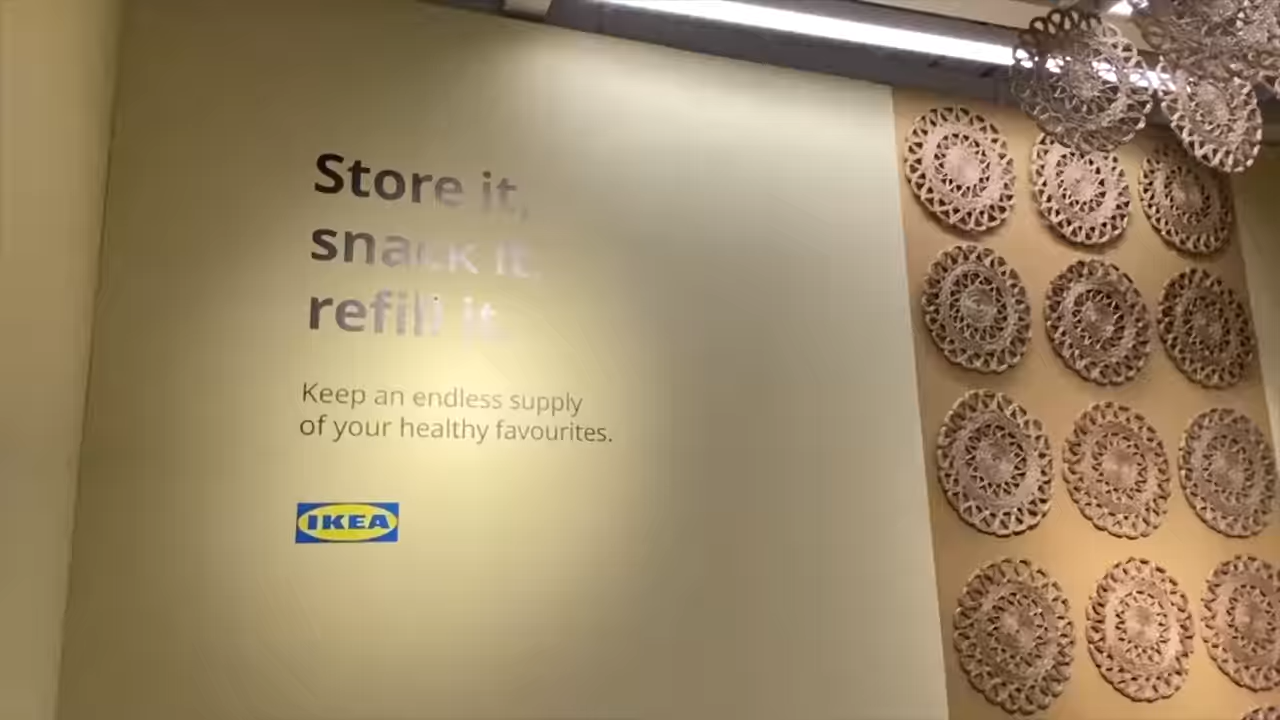 Store it,
snack it,
refill it.
Keep an endless supply
of your healthy favourites.
IKEA